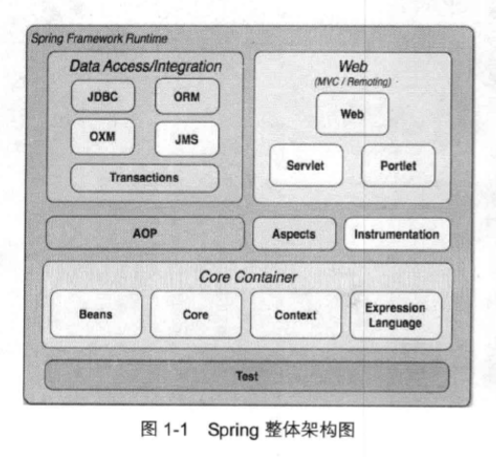 Spring Framework Runtime
Data Access/Integration
JDBC
ORM
OXM
JMS
Transactions
Web
(MVC / Remoting)
Web
Servlet
Portlet
AOP
Aspects
Instrumentation
Core Container
Beans
Core
Context
Expression
Language
Test
图 1-1 Spring 整体架构图